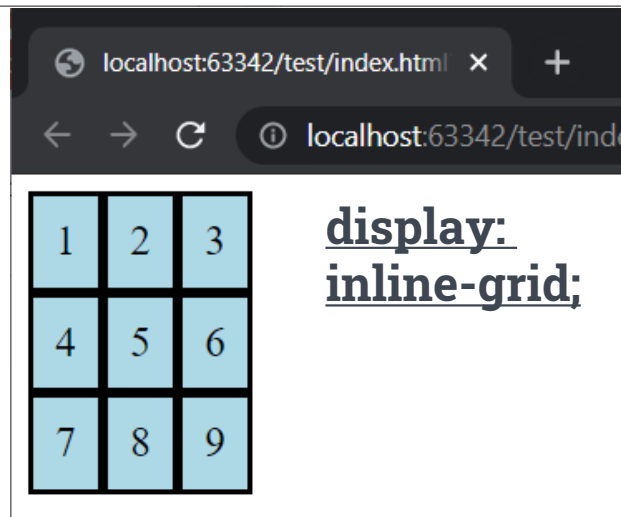 localhost:63342/test/index.html
localhost:63342/test/inde
1 2 3
4 5 6
7 8 9
display:
inline-grid;